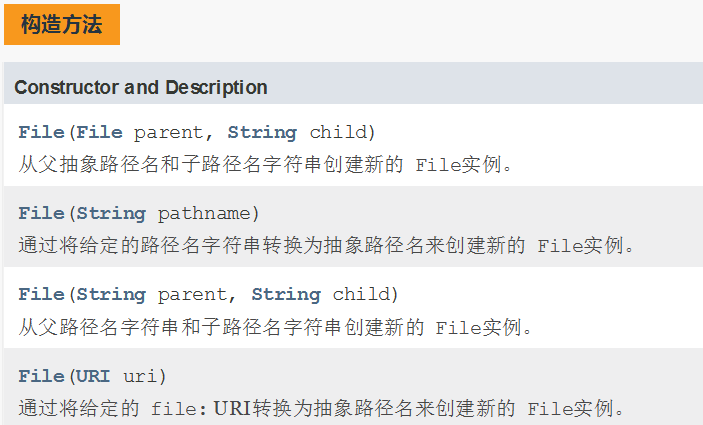 构造方法
Constructor and Description
File(File parent, String child)
从父抽象路径名和子路径名字符串创建新的 File实例。
File(String pathname)
通过将给定的路径名字符串转换为抽象路径名来创建新的 File实例。
File(String parent, String child)
从父路径名字符串和子路径名字符串创建新的 File实例。
File(URI uri)
通过将给定的 file: URI转换为抽象路径名来创建新的 File实例。